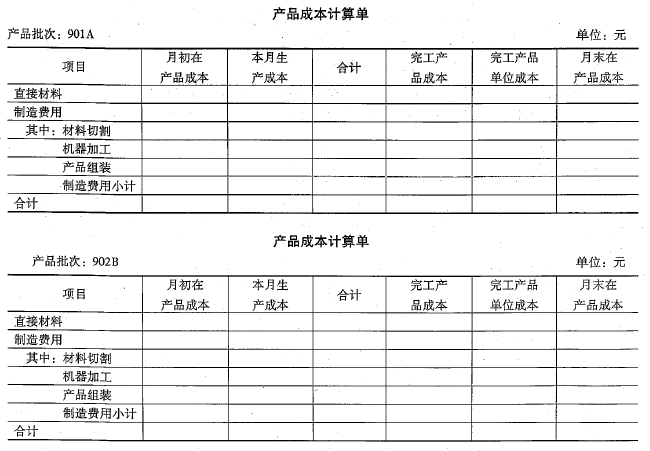 产品成本计算单
产品批次：901A 单位：元
项目 月初在产品成本 本月生产成本 合计 完工产品成本 完工产品单位成本 月末在产品成本
直接材料
制造费用
其中：材料切割
机器加工
产品组装
制造费用小计
合计
产品成本计算单
产品批次：902B 单位：元
项目 月初在产品成本 本月生产成本 合计 完工产品成本 完工产品单位成本 月末在产品成本
直接材料
制造费用
其中：材料切割
机器加工
产品组装
制造费用小计
合计